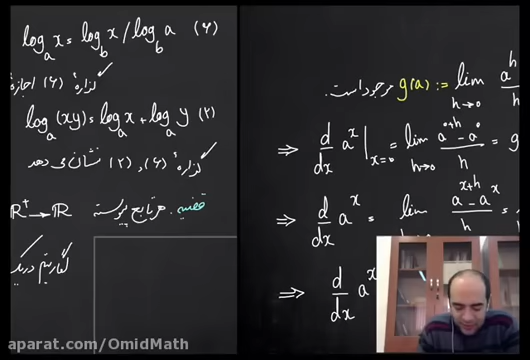 log_a x = log_b x / log_b a (۶)
گزاره (۶) اجازه
log_a (xy) = log_a x + log_a y (۲)
گزاره (۶)، (۲) نشان می دهد
قضیه. هر تابع پیوسته ℝ⁺ → ℝ
لگاریتم در یک
موجود است. g(a) := lim_{h→0} a^h
⇒ d/dx a^x |_{x=0} = lim_{h→0} (a^{0+h} - a^0)/h = g
⇒ d/dx a^x = lim (a^{x+h} - a^x)/h =
⇒ d/dx a^x
aparat.com/OmidMath